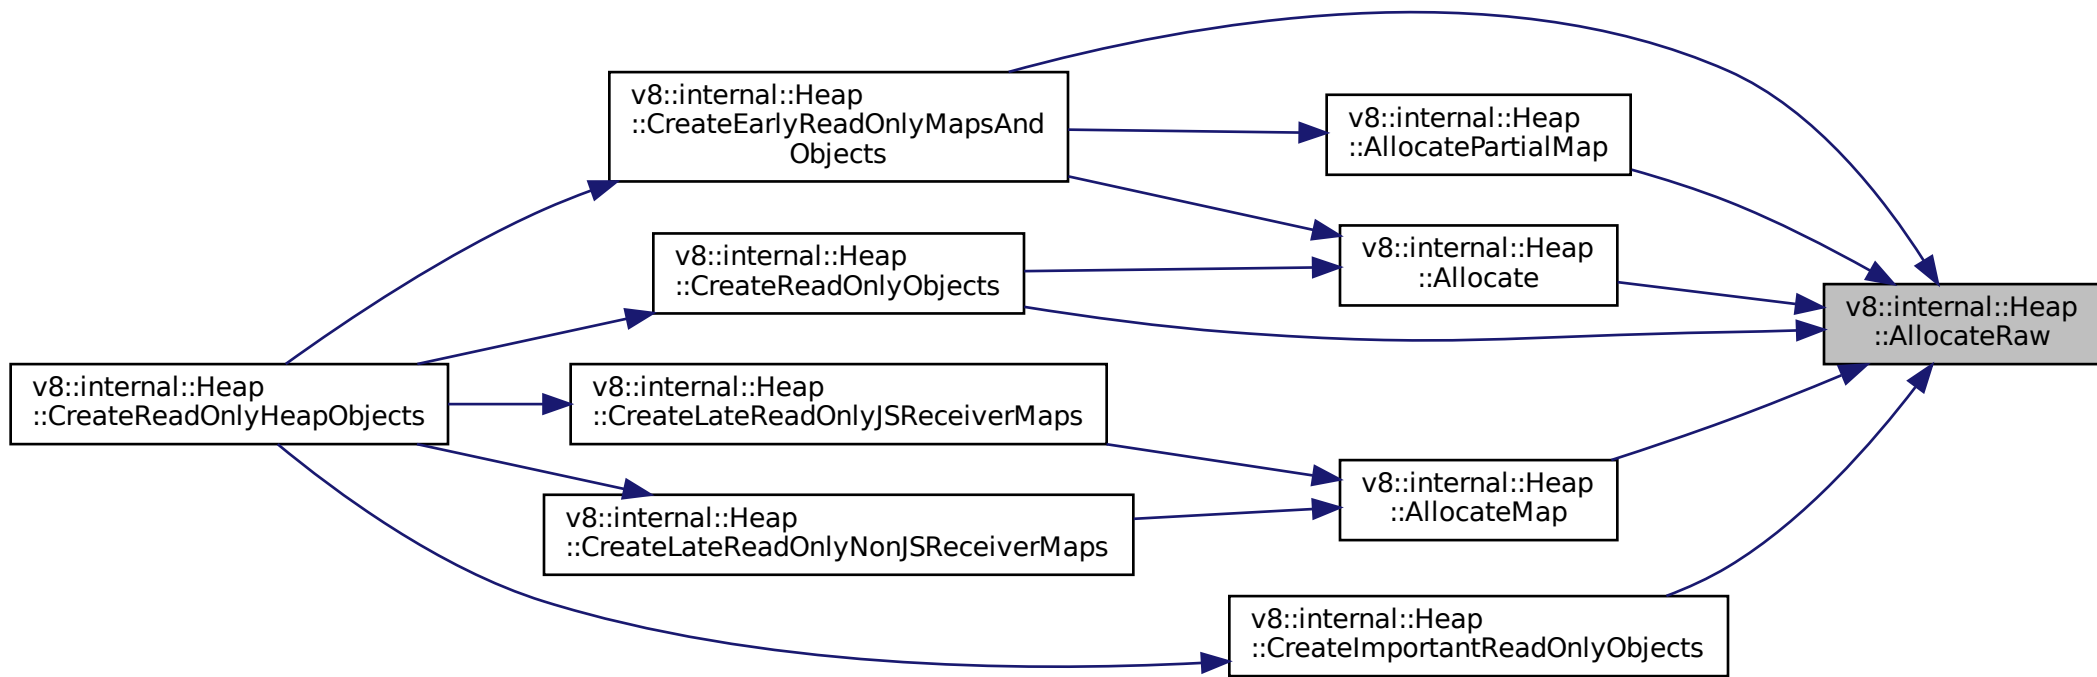 v8::internal::Heap
::CreateEarlyReadOnlyMapsAnd
Objects
v8::internal::Heap
::AllocatePartialMap
v8::internal::Heap
::CreateReadOnlyObjects
v8::internal::Heap
::Allocate
v8::internal::Heap
::AllocateRaw
v8::internal::Heap
::CreateReadOnlyHeapObjects
v8::internal::Heap
::CreateLateReadOnlyJSReceiverMaps
v8::internal::Heap
::AllocateMap
v8::internal::Heap
::CreateLateReadOnlyNonJSReceiverMaps
v8::internal::Heap
::CreateImportantReadOnlyObjects